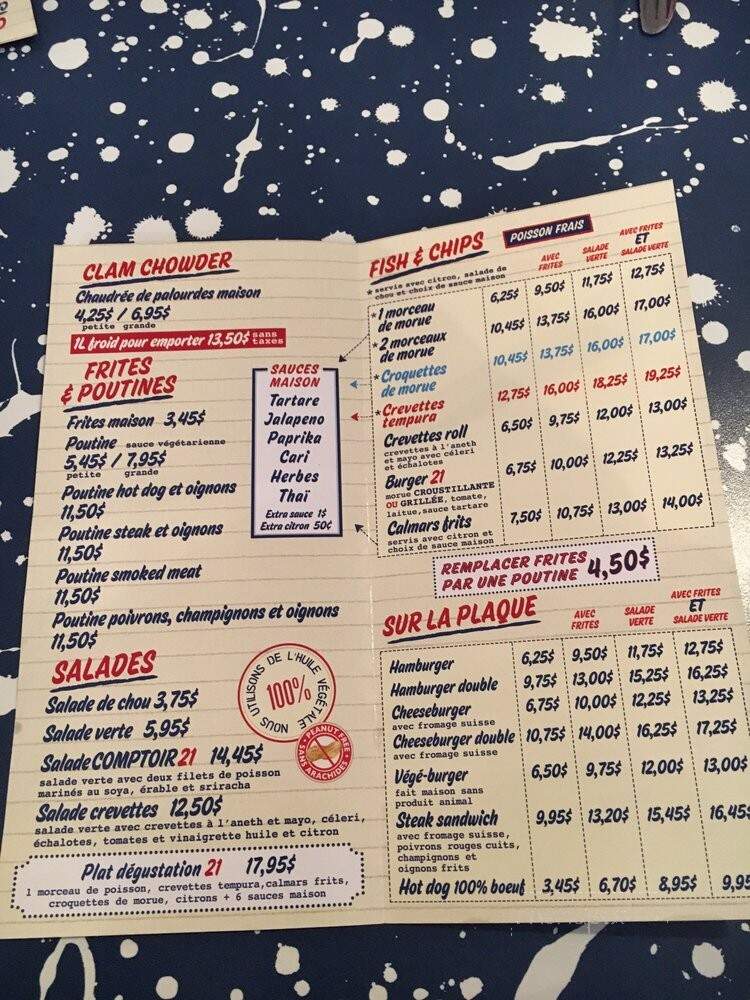 CLAM CHOWDER
Chaudrée de palourdes maison
4,25$ / 6,95$
petite grande
1L froid pour emporter 13,50$ sans taxes
FRITES
& POUTINES
Frites maison 3,45$
Poutine sauce végétarienne
5,45$ / 7,95$
petite grande
Poutine hot dog et oignons
11,50$
Poutine steak et oignons
11,50$
Poutine smoked meat
11,50$
Poutine poivrons, champignons et oignons
11,50$
SAUCES
MAISON
Tartare
Jalapeno
Paprika
Cari
Herbes
Thaï
Extra sauce 1$
Extra citron 50¢
SALADES
Salade de chou 3,75$
Salade verte 5,95$
Salade COMPTOIR 21 14,45$
salade verte avec deux filets de poisson
marinés au soya, érable et sriracha
Salade crevettes 12,50$
salade verte avec crevettes à l'aneth et mayo, céleri,
échalotes, tomates et vinaigrette huile et citron
NOUS UTILISONS DE L'HUILE VÉGÉTALE
100%
PEANUT FREE
SANS ARACHIDES
Plat dégustation 21 17,95$
1 morceau de poisson, crevettes tempura, calmars frits,
croquettes de morue, citrons + 6 sauces maison
FISH & CHIPS POISSON FRAIS
* servis avec citron, salade de
chou et choix de sauce maison
AVEC FRITES
SALADE VERTE
AVEC FRITES ET SALADE VERTE
*1 morceau
de morue 6,25$ 9,50$ 11,75$ 12,75$
*2 morceaux
de morue 10,45$ 13,75$ 16,00$ 17,00$
*Croquettes
de morue 10,45$ 13,75$ 16,00$ 17,00$
*Crevettes
tempura 12,75$ 16,00$ 18,25$ 19,25$
Crevettes roll 6,50$ 9,75$ 12,00$ 13,00$
crevettes à l'aneth
et mayo avec céleri
et échalotes
Burger 21 6,75$ 10,00$ 12,25$ 13,25$
morue CROUSTILLANTE
OU GRILLÉE, tomate,
laitue, sauce tartare
Calmars frits 7,50$ 10,75$ 13,00$ 14,00$
servis avec citron et
choix de sauce maison
REMPLACER FRITES
PAR UNE POUTINE 4,50$
SUR LA PLAQUE
AVEC FRITES
SALADE VERTE
AVEC FRITES ET SALADE VERTE
Hamburger 6,25$ 9,50$ 11,75$ 12,75$
Hamburger double 9,75$ 13,00$ 15,25$ 16,25$
Cheeseburger 6,75$ 10,00$ 12,25$ 13,25$
avec fromage suisse
Cheeseburger double 10,75$ 14,00$ 16,25$ 17,25$
avec fromage suisse
Végé-burger 6,50$ 9,75$ 12,00$ 13,00$
fait maison sans
produit animal
Steak sandwich 9,95$ 13,20$ 15,45$ 16,45$
avec fromage suisse,
poivrons rouges cuits,
champignons et
oignons frits
Hot dog 100% boeuf 3,45$ 6,70$ 8,95$ 9,95